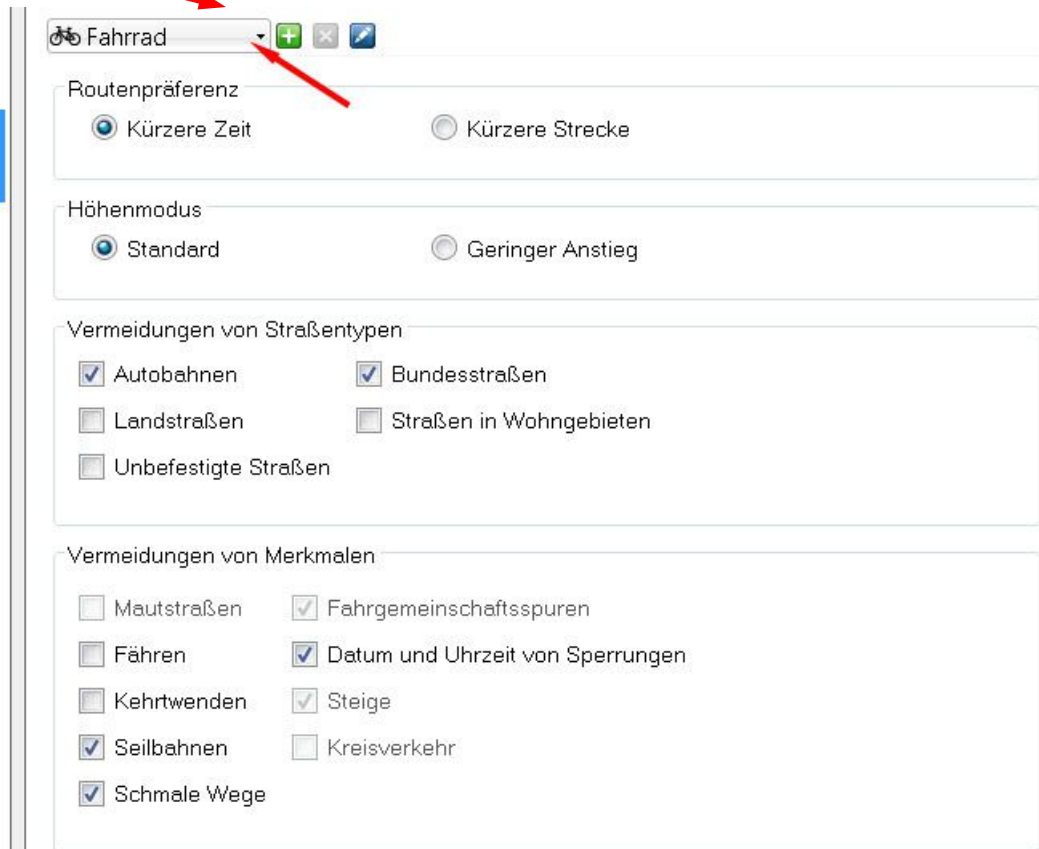 Fahrrad
Routenpräferenz
Kürzere Zeit Kürzere Strecke
Höhenmodus
Standard Geringer Anstieg
Vermeidungen von Straßentypen
Autobahnen Bundesstraßen
Landstraßen Straßen in Wohngebieten
Unbefestigte Straßen
Vermeidungen von Merkmalen
Mautstraßen Fahrgemeinschaftsspuren
Fähren Datum und Uhrzeit von Sperrungen
Kehrtwenden Steige
Seilbahnen Kreisverkehr
Schmale Wege